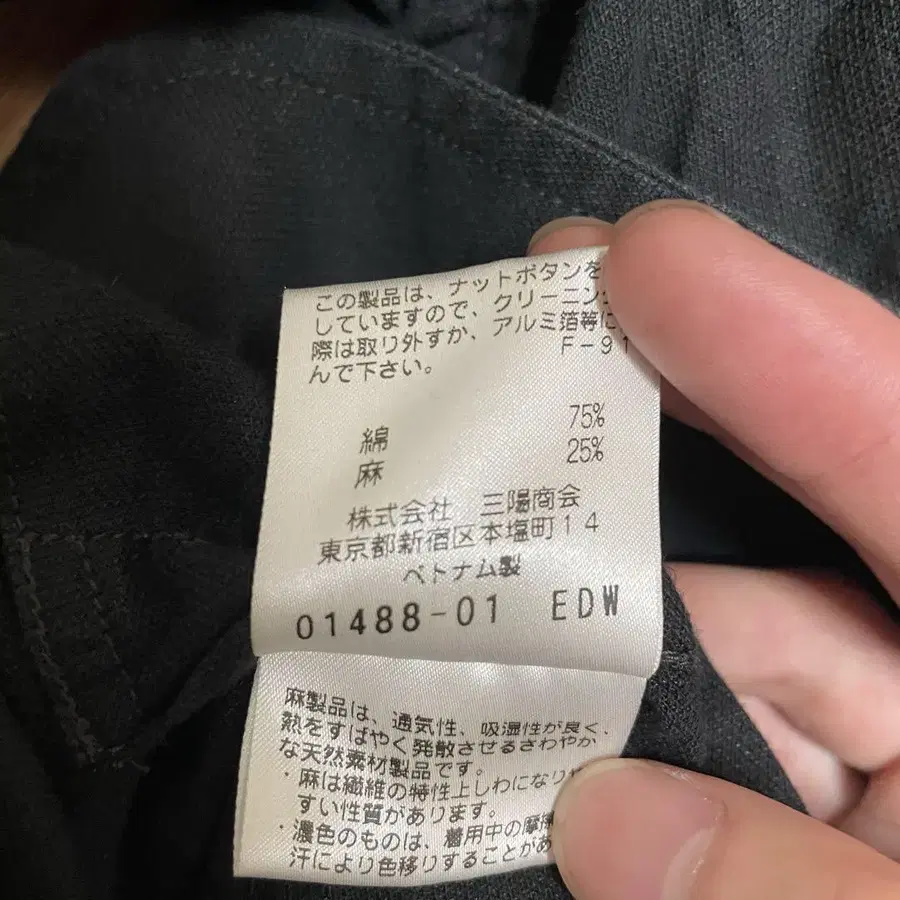 この製品は、ナットボタンを
していますので、クリーニン
際は取り外すか、アルミ箔等に
んで下さい。 F-91
綿 75%
麻 25%
株式会社 三陽商会
東京都新宿区本塩町14
ベトナム製
01488-01 EDW
麻製品は、通気性、吸湿性が良く、
熱をすばやく発散させるさわやか
な天然素材製品です。
・麻は繊維の特性上しわになりや
すい性質があります。
・濃色のものは、着用中の摩擦
汗により色移りすることがあ